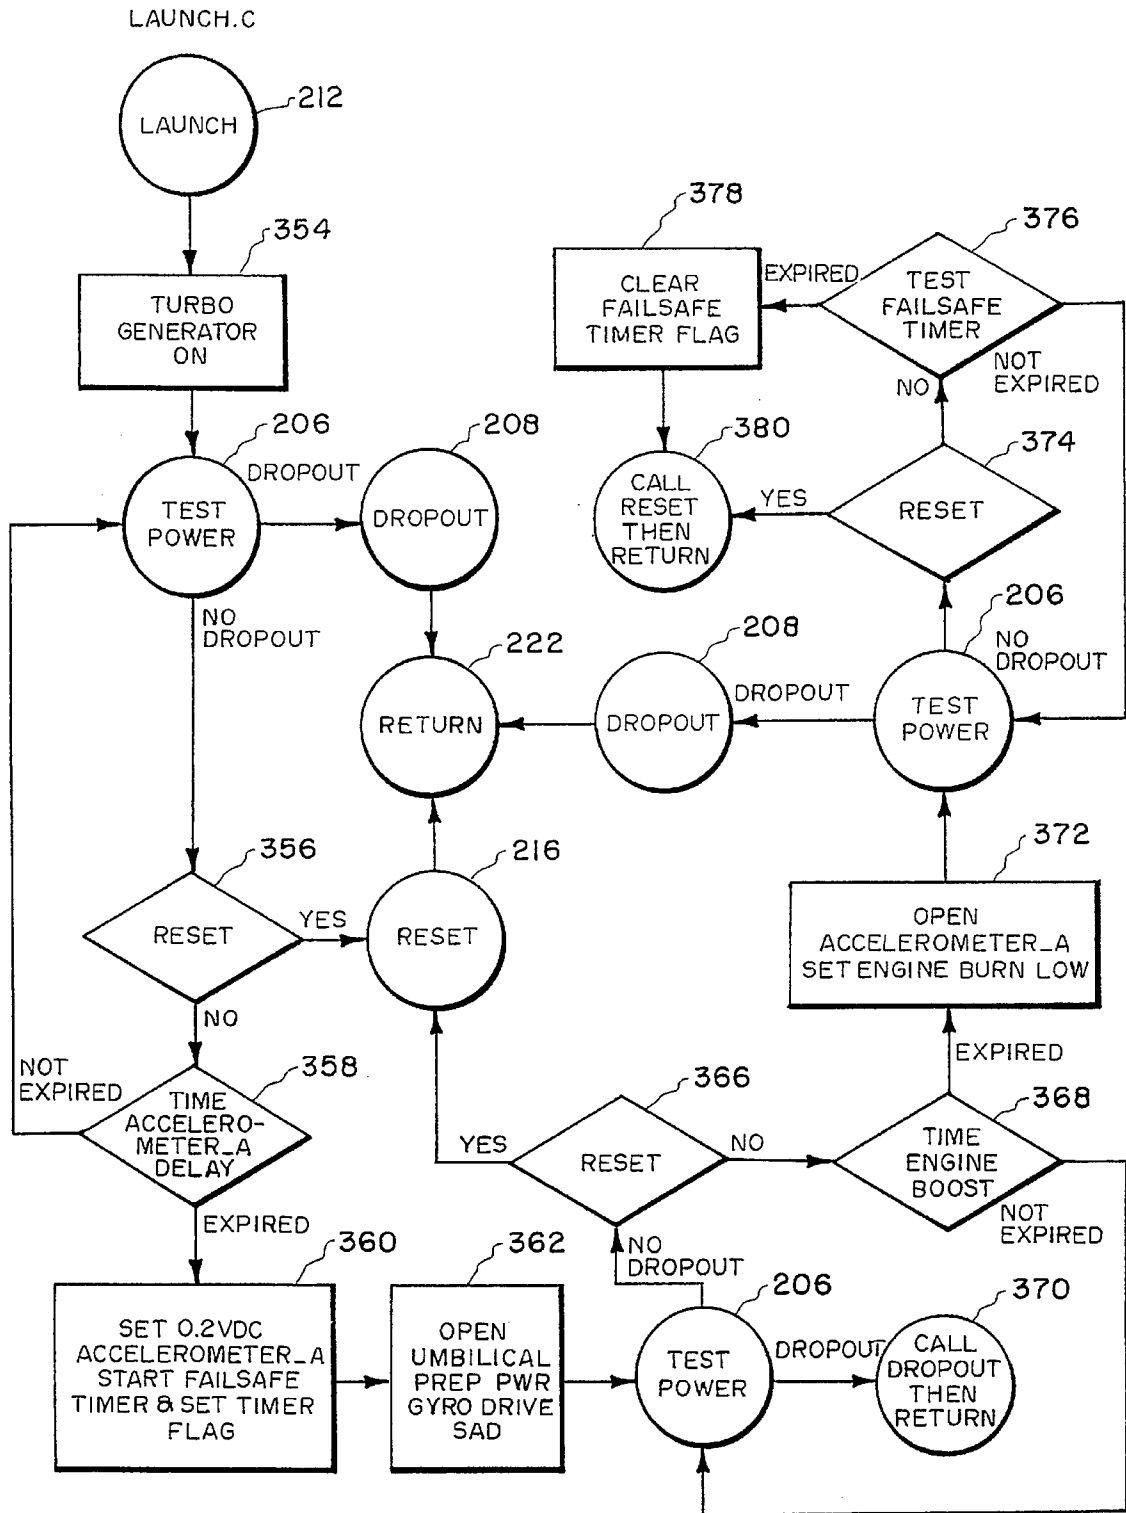 LAUNCH.C
212
LAUNCH
354
TURBO
GENERATOR
ON
206
TEST
POWER
DROPOUT
208
DROPOUT
NO
DROPOUT
222
RETURN
356
RESET
YES
216
RESET
NO
NOT
EXPIRED
358
TIME
ACCELERO-
METER_A
DELAY
EXPIRED
360
SET 0.2VDC
ACCELEROMETER_A
START FAILSAFE
TIMER & SET TIMER
FLAG
362
OPEN
UMBILICAL
PREP PWR
GYRO DRIVE
SAD
206
TEST
POWER
DROPOUT
370
CALL
DROPOUT
THEN
RETURN
NO
DROPOUT
366
RESET
YES
NO
368
TIME
ENGINE
BOOST
NOT
EXPIRED
EXPIRED
372
OPEN
ACCELEROMETER_A
SET ENGINE BURN LOW
206
TEST
POWER
DROPOUT
208
DROPOUT
NO
DROPOUT
374
RESET
YES
380
CALL
RESET
THEN
RETURN
NO
376
TEST
FAILSAFE
TIMER
NOT
EXPIRED
EXPIRED
378
CLEAR
FAILSAFE
TIMER FLAG